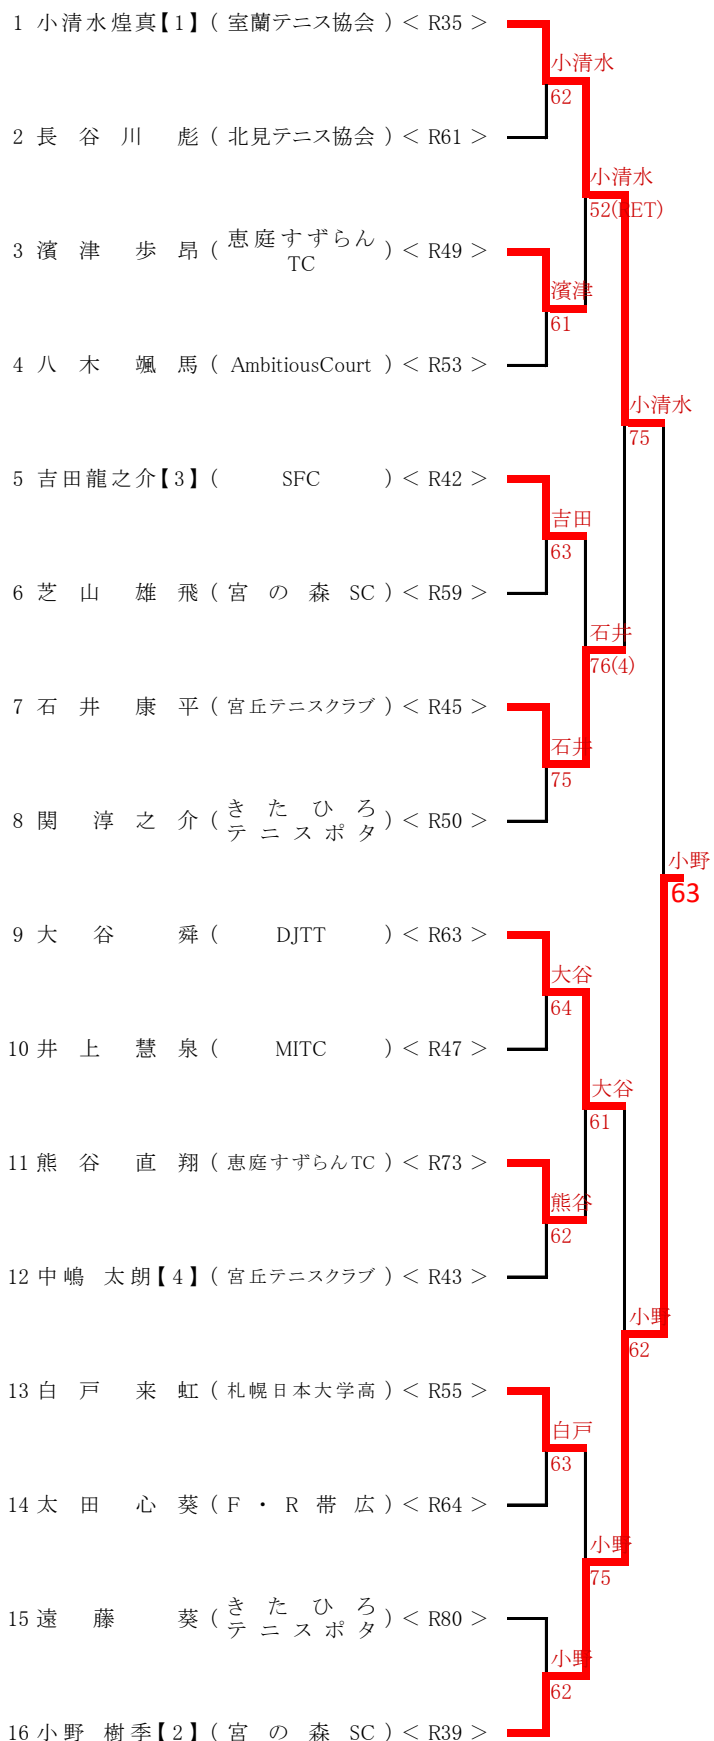 1 小清水煌真【1】 ( 室蘭テニス協会 ) < R35 >
小清水
62
2 長谷川 彪 ( 北見テニス協会 ) < R61 >
小清水
52(RET)
3 濱津 歩昂 ( 恵庭すずらん TC ) < R49 >
濱津
61
4 八木 颯馬 ( AmbitiousCourt ) < R53 >
小清水
75
5 吉田龍之介【3】 ( SFC ) < R42 >
吉田
63
6 芝山 雄飛 ( 宮の森 SC ) < R59 >
石井
76(4)
7 石井 康平 ( 宮丘テニスクラブ ) < R45 >
石井
75
8 関 淳之介 ( きたひろ テニスポタ ) < R50 >
小野
63
9 大谷 舜 ( DJTT ) < R63 >
大谷
64
10 井上 慧泉 ( MITC ) < R47 >
大谷
61
11 熊谷 直翔 ( 恵庭すずらんTC ) < R73 >
熊谷
62
12 中嶋 太朗【4】 ( 宮丘テニスクラブ ) < R43 >
小野
62
13 白戸 来虹 ( 札幌日本大学高 ) < R55 >
白戸
63
14 太田 心葵 ( F・R帯広 ) < R64 >
小野
75
15 遠藤 葵 ( きたひろ テニスポタ ) < R80 >
小野
62
16 小野 樹季【2】 ( 宮の森 SC ) < R39 >